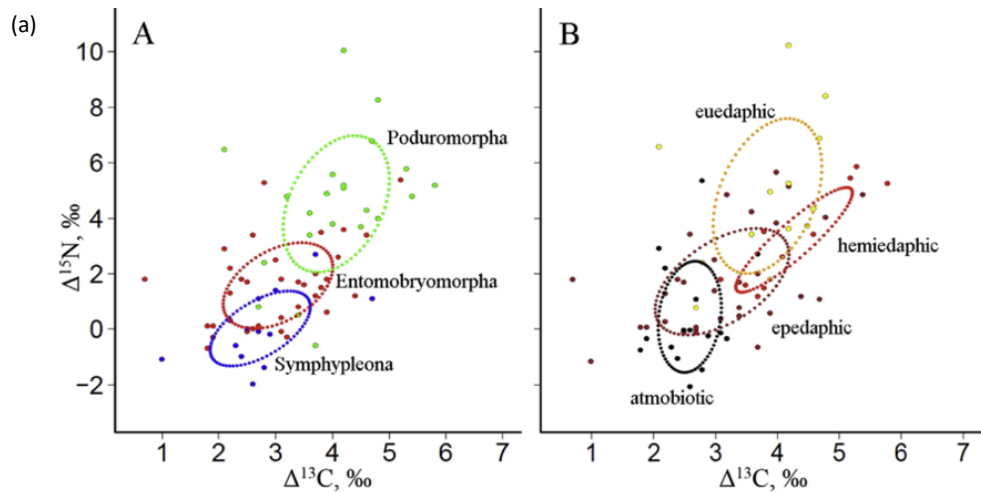 (a)
A
B
10
8
6
4
2
0
−2
Δ¹⁵N, ‰
Poduromorpha
Entomobryomorpha
Symphypleona
1 2 3 4 5 6 7
Δ¹³C, ‰
euedaphic
hemiedaphic
epedaphic
atmobiotic
1 2 3 4 5 6 7
Δ¹³C, ‰